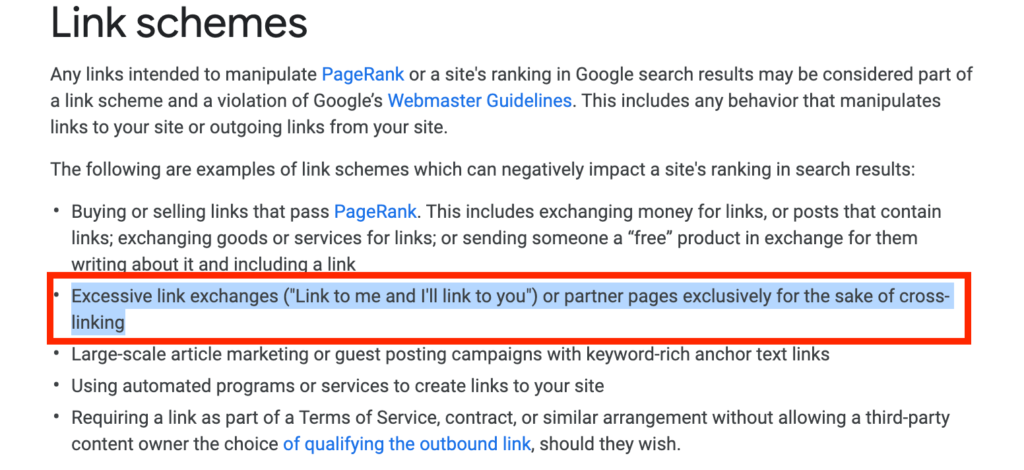 Link schemes
Any links intended to manipulate PageRank or a site's ranking in Google search results may be considered part of
a link scheme and a violation of Google’s Webmaster Guidelines. This includes any behavior that manipulates
links to your site or outgoing links from your site.
The following are examples of link schemes which can negatively impact a site's ranking in search results:
• Buying or selling links that pass PageRank. This includes exchanging money for links, or posts that contain
links; exchanging goods or services for links; or sending someone a “free” product in exchange for them
writing about it and including a link
• Excessive link exchanges ("Link to me and I'll link to you") or partner pages exclusively for the sake of cross-
linking
• Large-scale article marketing or guest posting campaigns with keyword-rich anchor text links
• Using automated programs or services to create links to your site
• Requiring a link as part of a Terms of Service, contract, or similar arrangement without allowing a third-party
content owner the choice of qualifying the outbound link, should they wish.